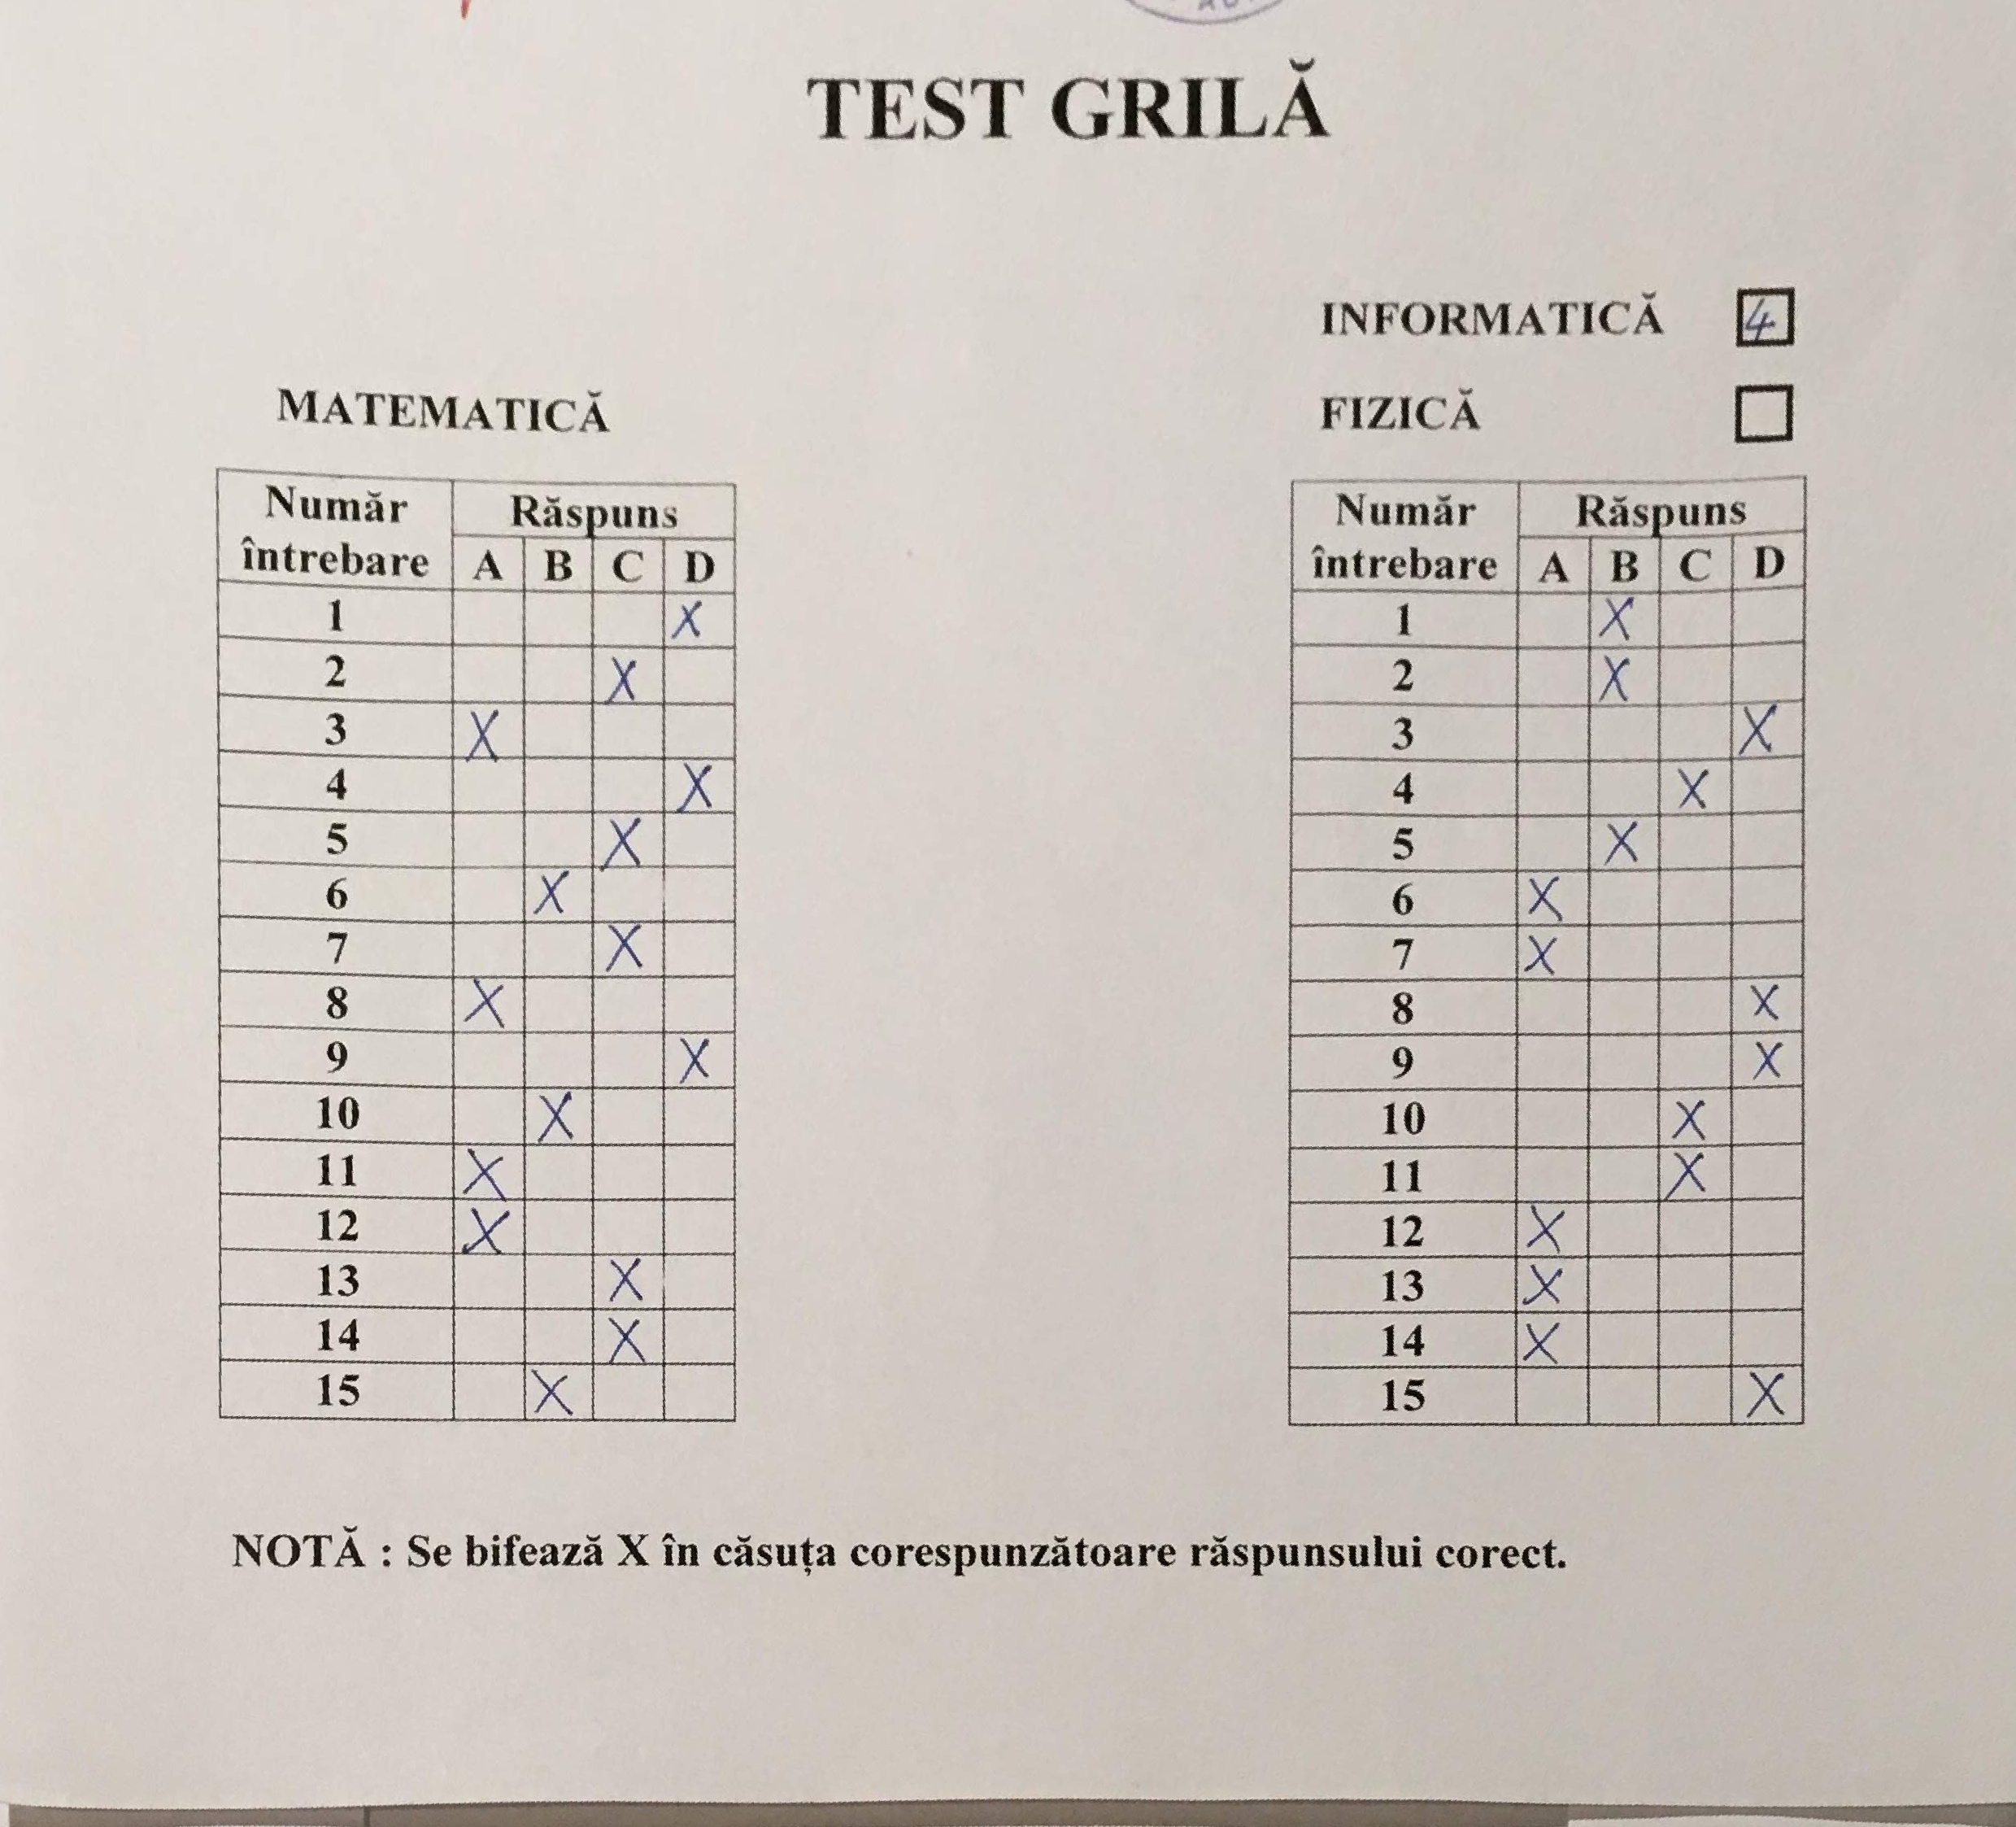 TEST GRILĂ
INFORMATICĂ 4
FIZICĂ
MATEMATICĂ
Număr întrebare Răspuns
A B C D
1 X
2 X
3 X
4 X
5 X
6 X
7 X
8 X
9 X
10 X
11 X
12 X
13 X
14 X
15 X
Număr întrebare Răspuns
A B C D
1 X
2 X
3 X
4 X
5 X
6 X
7 X
8 X
9 X
10 X
11 X
12 X
13 X
14 X
15 X
NOTĂ : Se bifează X în căsuța corespunzătoare răspunsului corect.